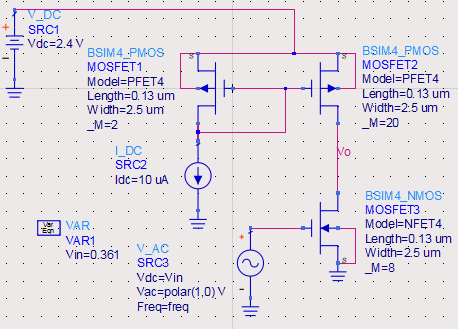 V_DC
SRC1
Vdc=2.4 V
BSIM4_PMOS
MOSFET1
Model=PFET4
Length=0.13 um
Width=2.5 um
_M=2
BSIM4_PMOS
MOSFET2
Model=PFET4
Length=0.13 um
Width=2.5 um
_M=20
I_DC
SRC2
Idc=10 uA
Vo
BSIM4_NMOS
MOSFET3
Model=NFET4
Length=0.13 um
Width=2.5 um
_M=8
Var
Eqn
VAR
VAR1
Vin=0.361
V_AC
SRC3
Vdc=Vin
Vac=polar(1,0) V
Freq=freq